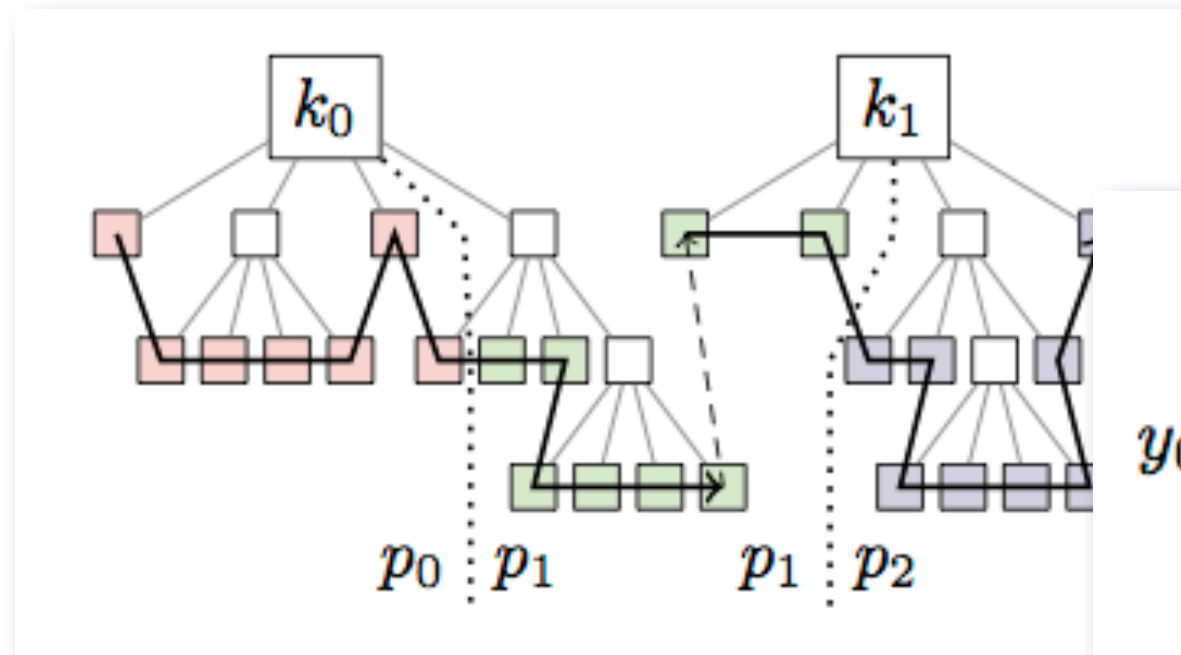 k₀ k₁
p₀ p₁ p₁ p₂
y